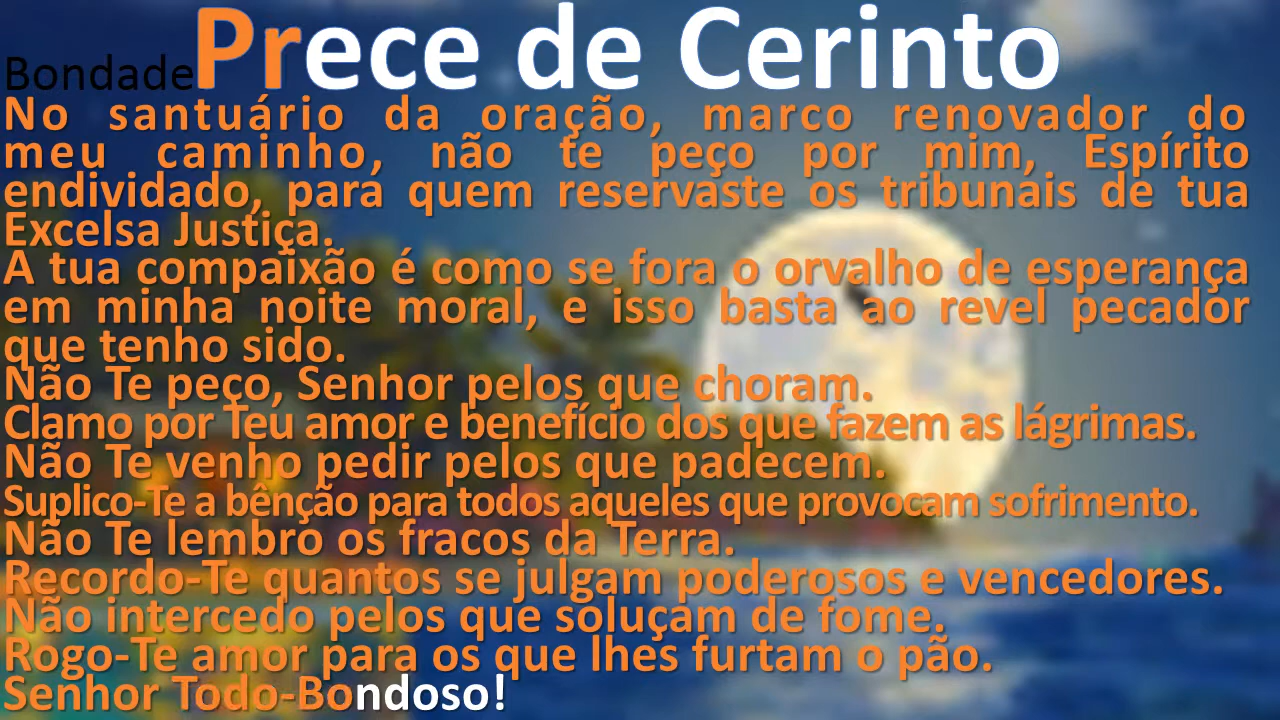 Prece de Cerinto
Bondade
No santuário da oração, marco renovador do
meu caminho, não te peço por mim, Espírito
endividado, para quem reservaste os tribunais de tua
Excelsa Justiça.
A tua compaixão é como se fora o orvalho de esperança
em minha noite moral, e isso basta ao revel pecador
que tenho sido.
Não Te peço, Senhor pelos que choram.
Clamo por Teu amor e benefício dos que fazem as lágrimas.
Não Te venho pedir pelos que padecem.
Suplico-Te a bênção para todos aqueles que provocam sofrimento.
Não Te lembro os fracos da Terra.
Recordo-Te quantos se julgam poderosos e vencedores.
Não intercedo pelos que soluçam de fome.
Rogo-Te amor para os que lhes furtam o pão.
Senhor Todo-Bondoso!